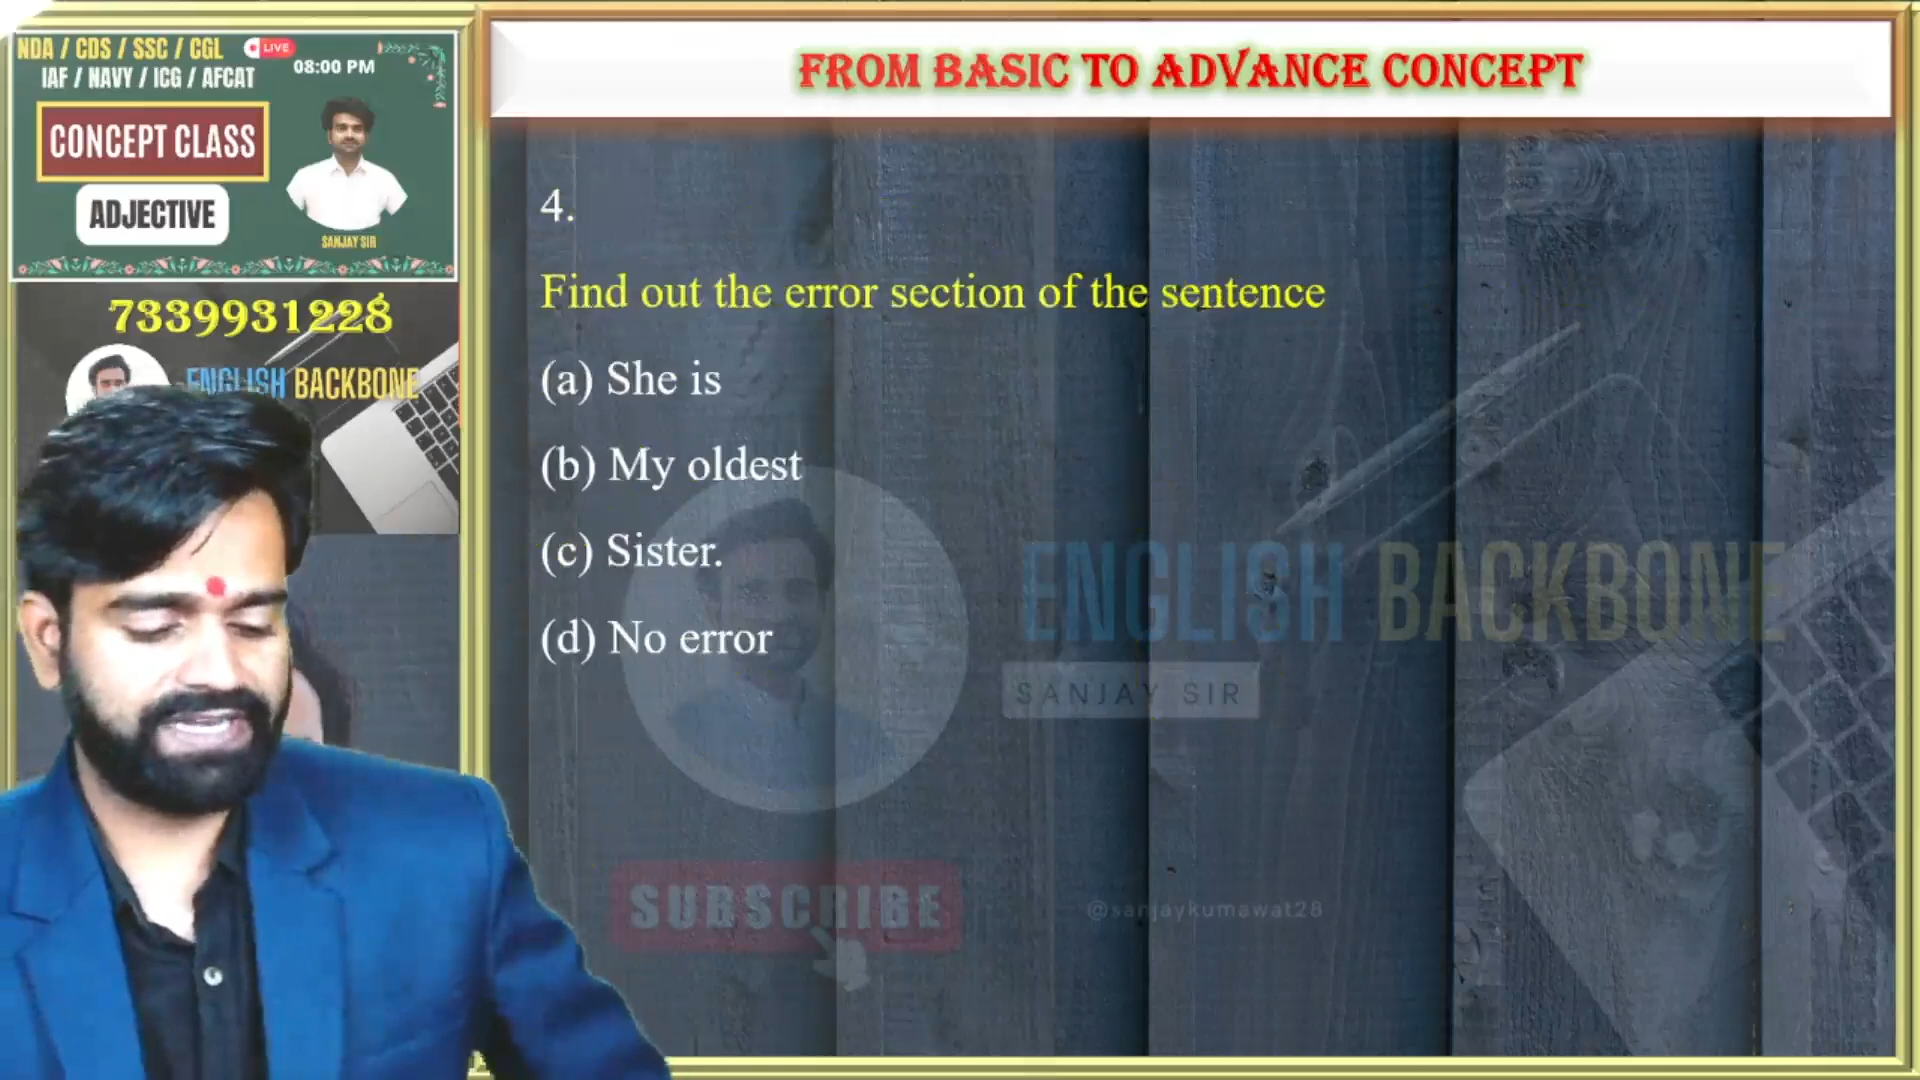 NDA / CDS / SSC / CGL
LIVE
IAF / NAVY / ICG / AFCAT
08:00 PM
CONCEPT CLASS
ADJECTIVE
SANJAY SIR
7339931228
ENGLISH BACKBONE
FROM BASIC TO ADVANCE CONCEPT
4.
Find out the error section of the sentence
(a) She is
(b) My oldest
(c) Sister.
(d) No error
ENGLISH BACKBONE
SANJAY SIR
SUBSCRIBE
@sanjaykumawat28